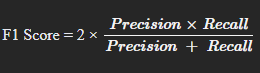 F1 Score = 2 × Precision × Recall / Precision + Recall